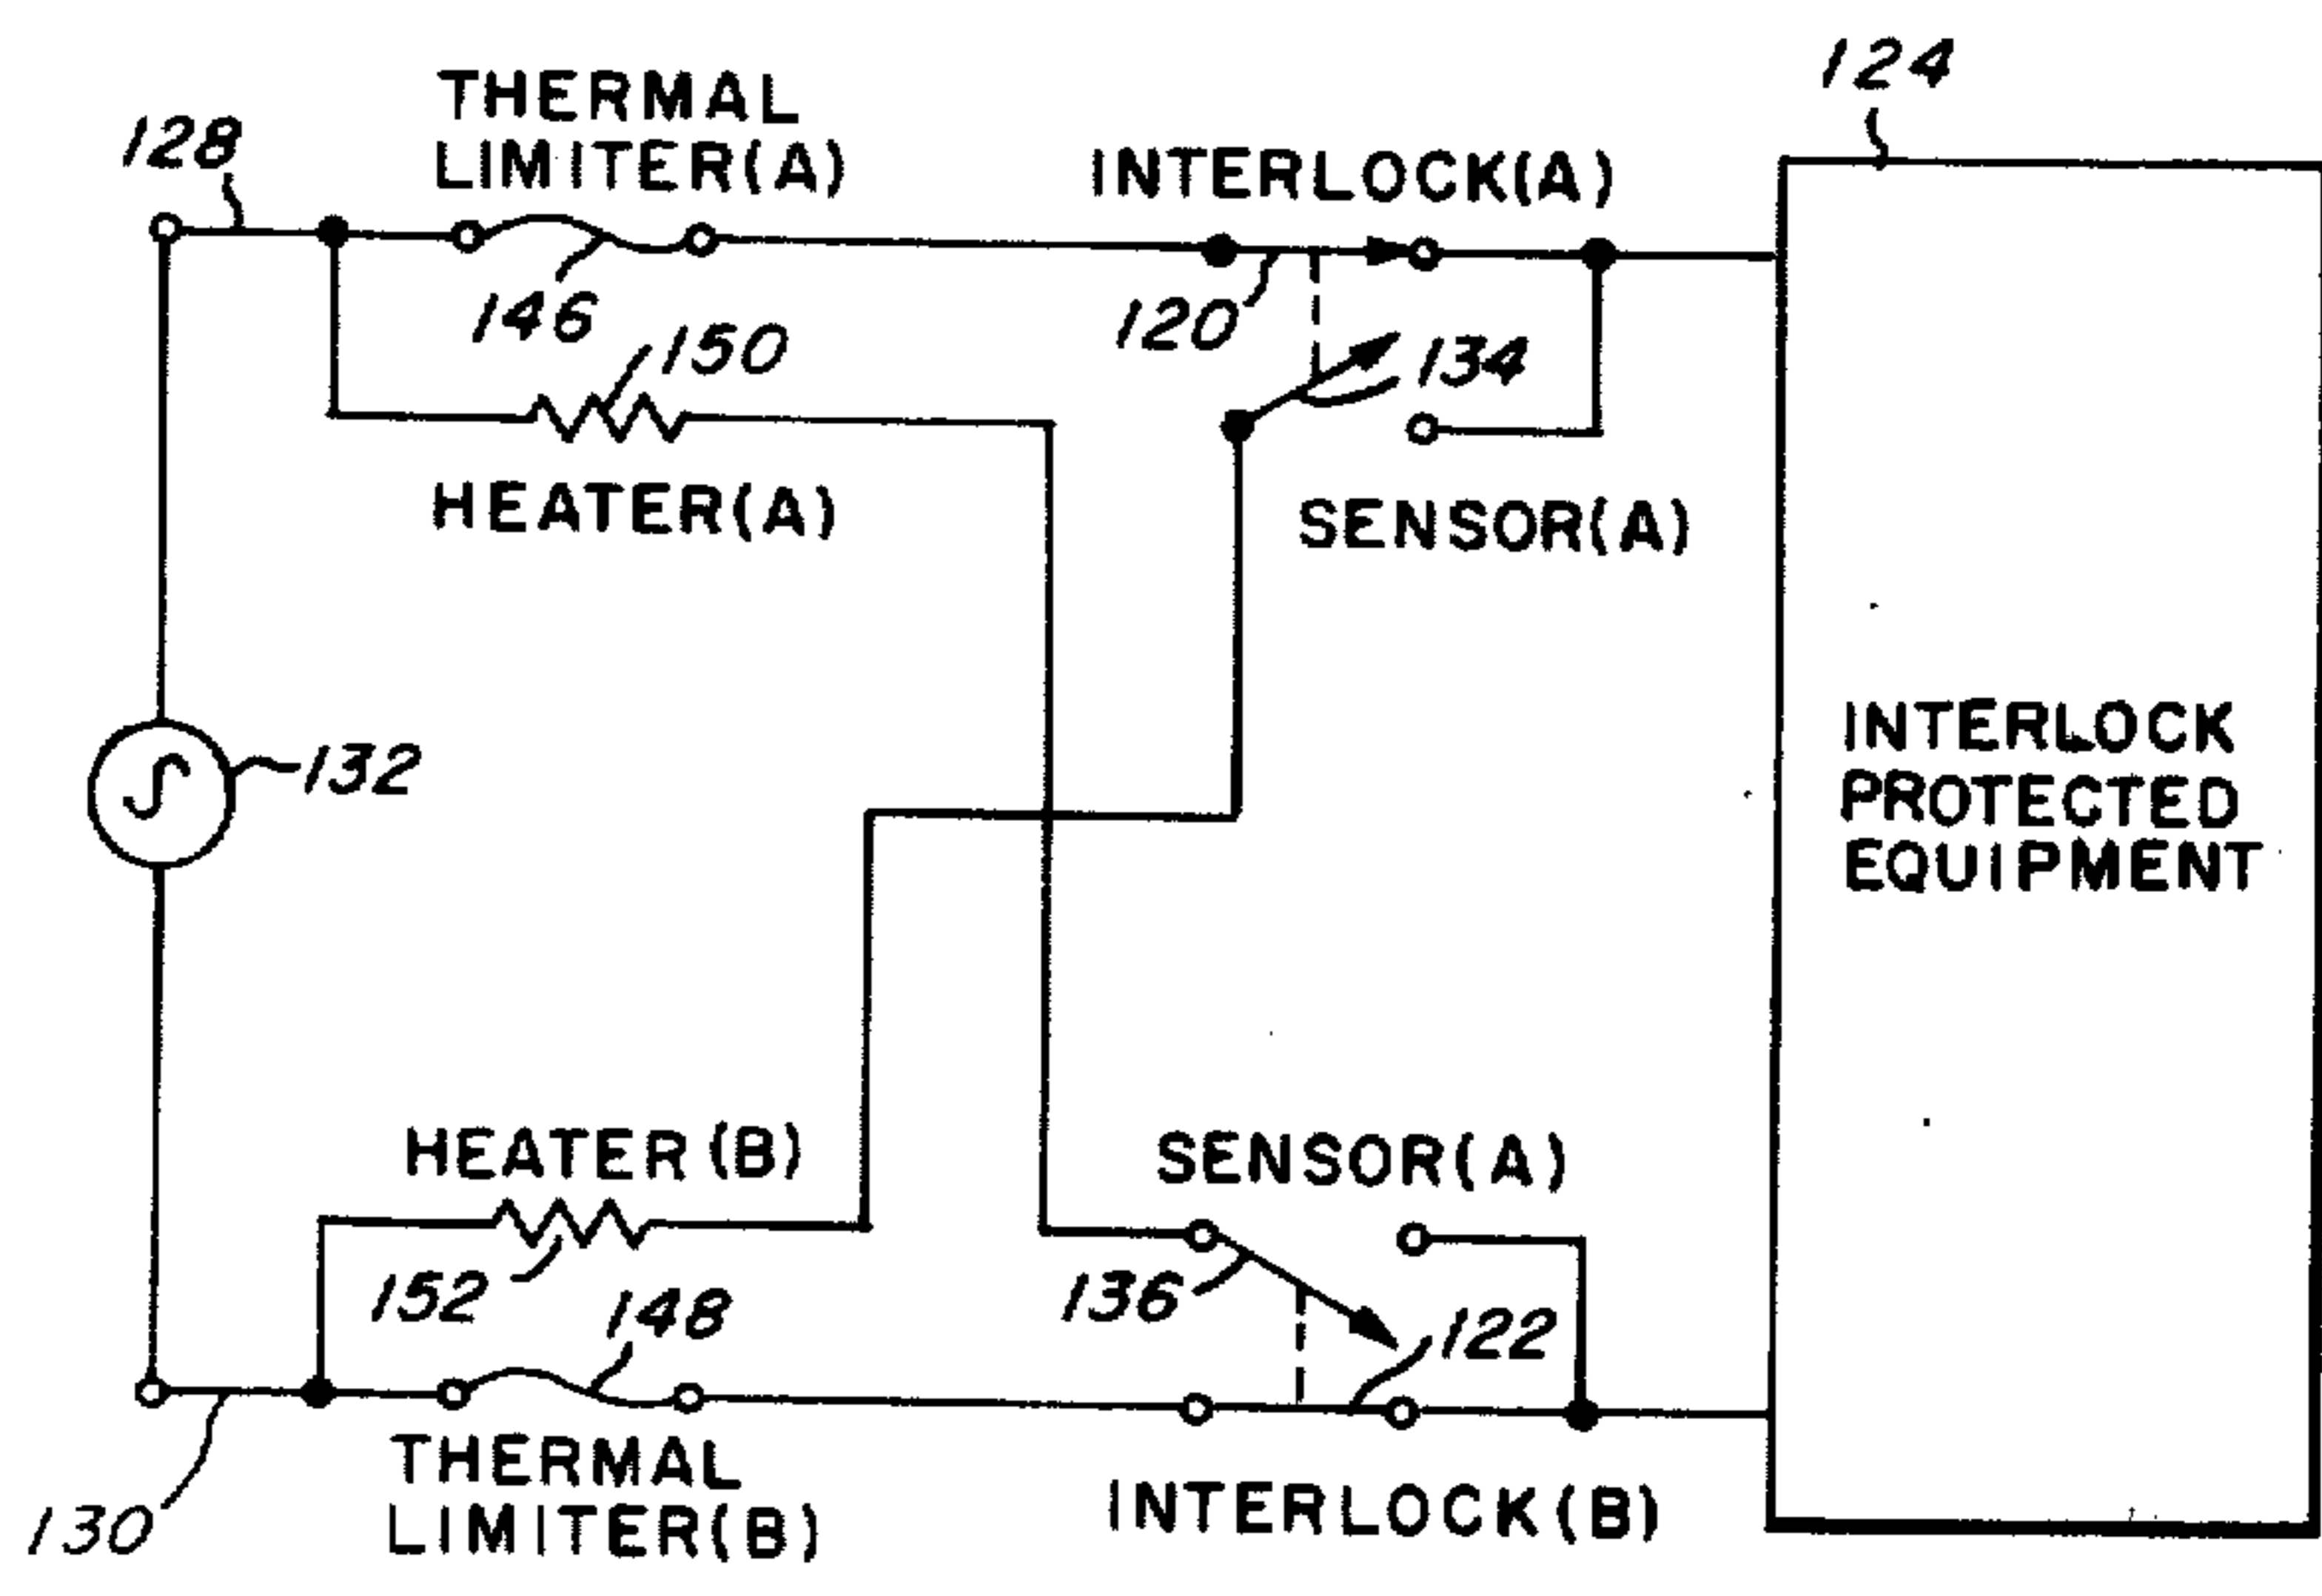 124
THERMAL
LIMITER(A)
128
INTERLOCK(A)
146
120
150
134
HEATER(A)
SENSOR(A)
132
INTERLOCK
PROTECTED
EQUIPMENT
HEATER(B)
SENSOR(A)
152
148
136
122
THERMAL
LIMITER(B)
INTERLOCK(B)
130